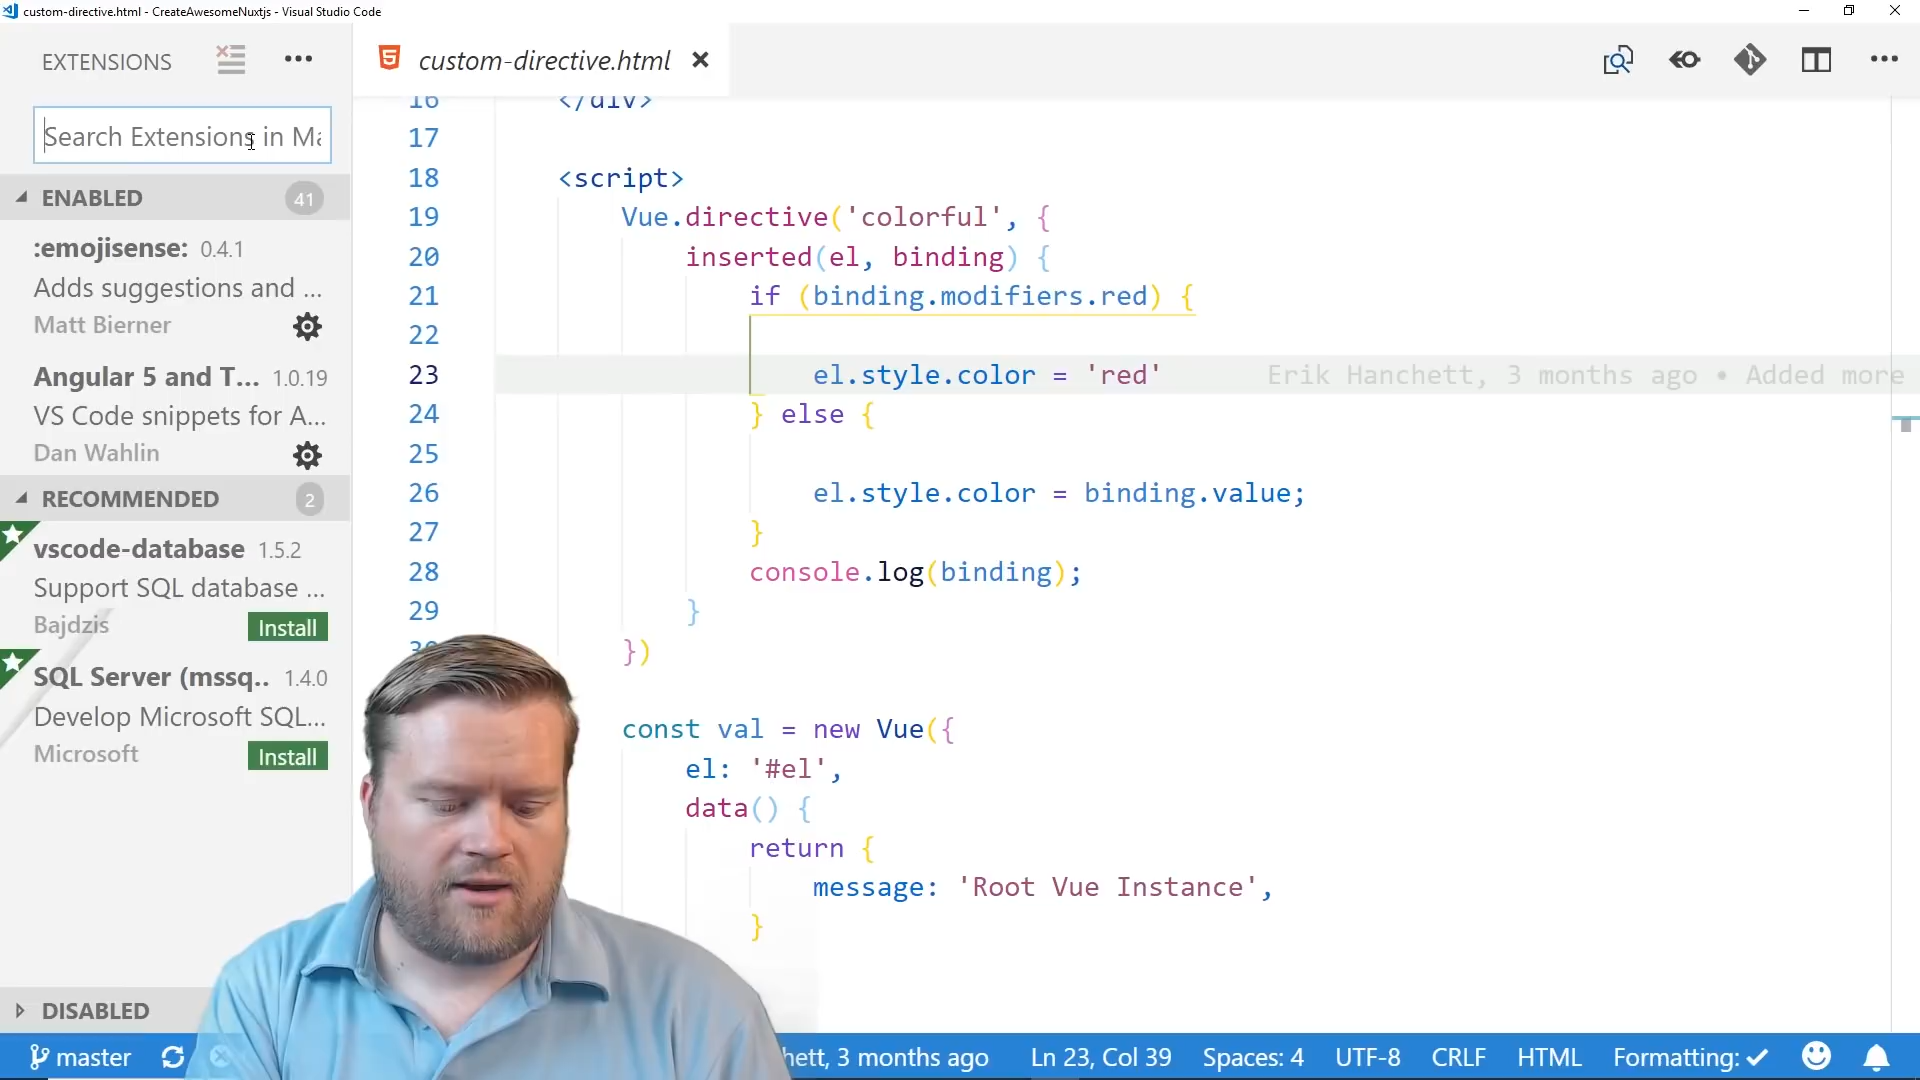 custom-directive.html - CreateAwesomeNuxtjs - Visual Studio Code
EXTENSIONS
Search Extensions in Ma
ENABLED 41
:emojisense: 0.4.1
Adds suggestions and ...
Matt Bierner
Angular 5 and T... 1.0.19
VS Code snippets for A...
Dan Wahlin
RECOMMENDED 2
vscode-database 1.5.2
Support SQL database ...
Bajdzis Install
SQL Server (mssq.. 1.4.0
Develop Microsoft SQL...
Microsoft Install
DISABLED
custom-directive.html
16 </div>
17
18 <script>
19 Vue.directive('colorful', {
20 inserted(el, binding) {
21 if (binding.modifiers.red) {
22
23 el.style.color = 'red' Erik Hanchett, 3 months ago • Added more
24 } else {
25
26 el.style.color = binding.value;
27 }
28 console.log(binding);
29 }
})
const val = new Vue({
el: '#el',
data() {
return {
message: 'Root Vue Instance',
}
master hett, 3 months ago Ln 23, Col 39 Spaces: 4 UTF-8 CRLF HTML Formatting: ✓